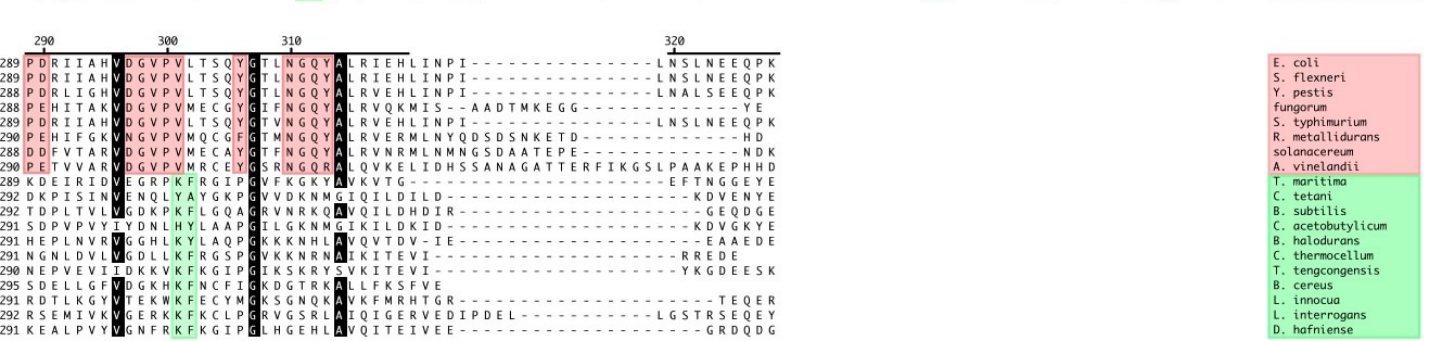 290 300 310 320
289 PDRIIAHVDGVPVLTSQYGTLNGQYALRIEHLINPI---------------LNSLNEEQPK E. coli
289 PDRIIAHVDGVPVLTSQYGTLNGQYALRVEHLINPI---------------LNSLNEEQPK S. flexneri
288 PDRLIGHVDGVPVLTSQYGTLNGQYALRVEHLINPI---------------LNALSEEQPK Y. pestis
288 PEHITAKVDGVPVMECGYGIFNGQYALRVQKMIS--AADTMKEGG-------------YE fungorum
289 PDRIIAHVDGVPVLTSQYGTVNGQYALRVEHLINPI---------------LNSLNEEQPK S. typhimurium
290 PEHIFGKVNGVPVMQCGFGTMNGQYALRVERMLNYQDSDSNKETD-------------HD R. metallidurans
288 DDFVTARVDGVPVMECAYGTFNGQYALRVNRMLNMNGSDAATEPE-------------NDK solanacereum
290 PETVVARVDGVPVMRCEYGSRNGQRALQVKELIDHSSANAGATTERFIKGSLPAAKEPHHD A. vinelandii
289 KDEIRIDVEGRPKFRGIPGVFKGKYAVKVTG---------------------EFTNGGEYE T. maritima
292 DKPISINVENQLYAYGKPGVVDKNMGIQILDILD--------------------KDVENYE C. tetani
292 TDPLTVLVGDKPKFLGQAGRVNRKQAVQILDHDIR--------------------GEQDGE B. subtilis
291 SDPVPVYIYDNLHYLAAPGILGKNMGIKILDKID--------------------KDVGKYE C. acetobutylicum
291 HEPLNVRVGGHLKYLAQPGKKKNHLAVQVTDV-IE--------------------EAAEDE B. halodurans
291 NGNLDVLVGDLLKFRGSPGVKKNRNAIKITEVI--------------------RREDE C. thermocellum
290 NEPVEVIIDKKVKFKGIPGIKSKRYSVKITEVI--------------------YKGDEESK T. tengcongensis
295 SDELLGFVDGKHKFNCFIGKDGTRKALLFKSFVE B. cereus
291 RDTLKGYVTEKWKFECYMGKSGNQKAVKFMRHTGR---------------------TEQER L. innocua
292 RSEMIVKVGERKKFKCLPGRVGSRLAIQIGERVEDIPDEL-----------LGSTRSEQEY L. interrogans
291 KEALPVYVGNFRKFKGIPGLHGEHLAVQITEIVEE--------------------GRDQDG D. hafniense